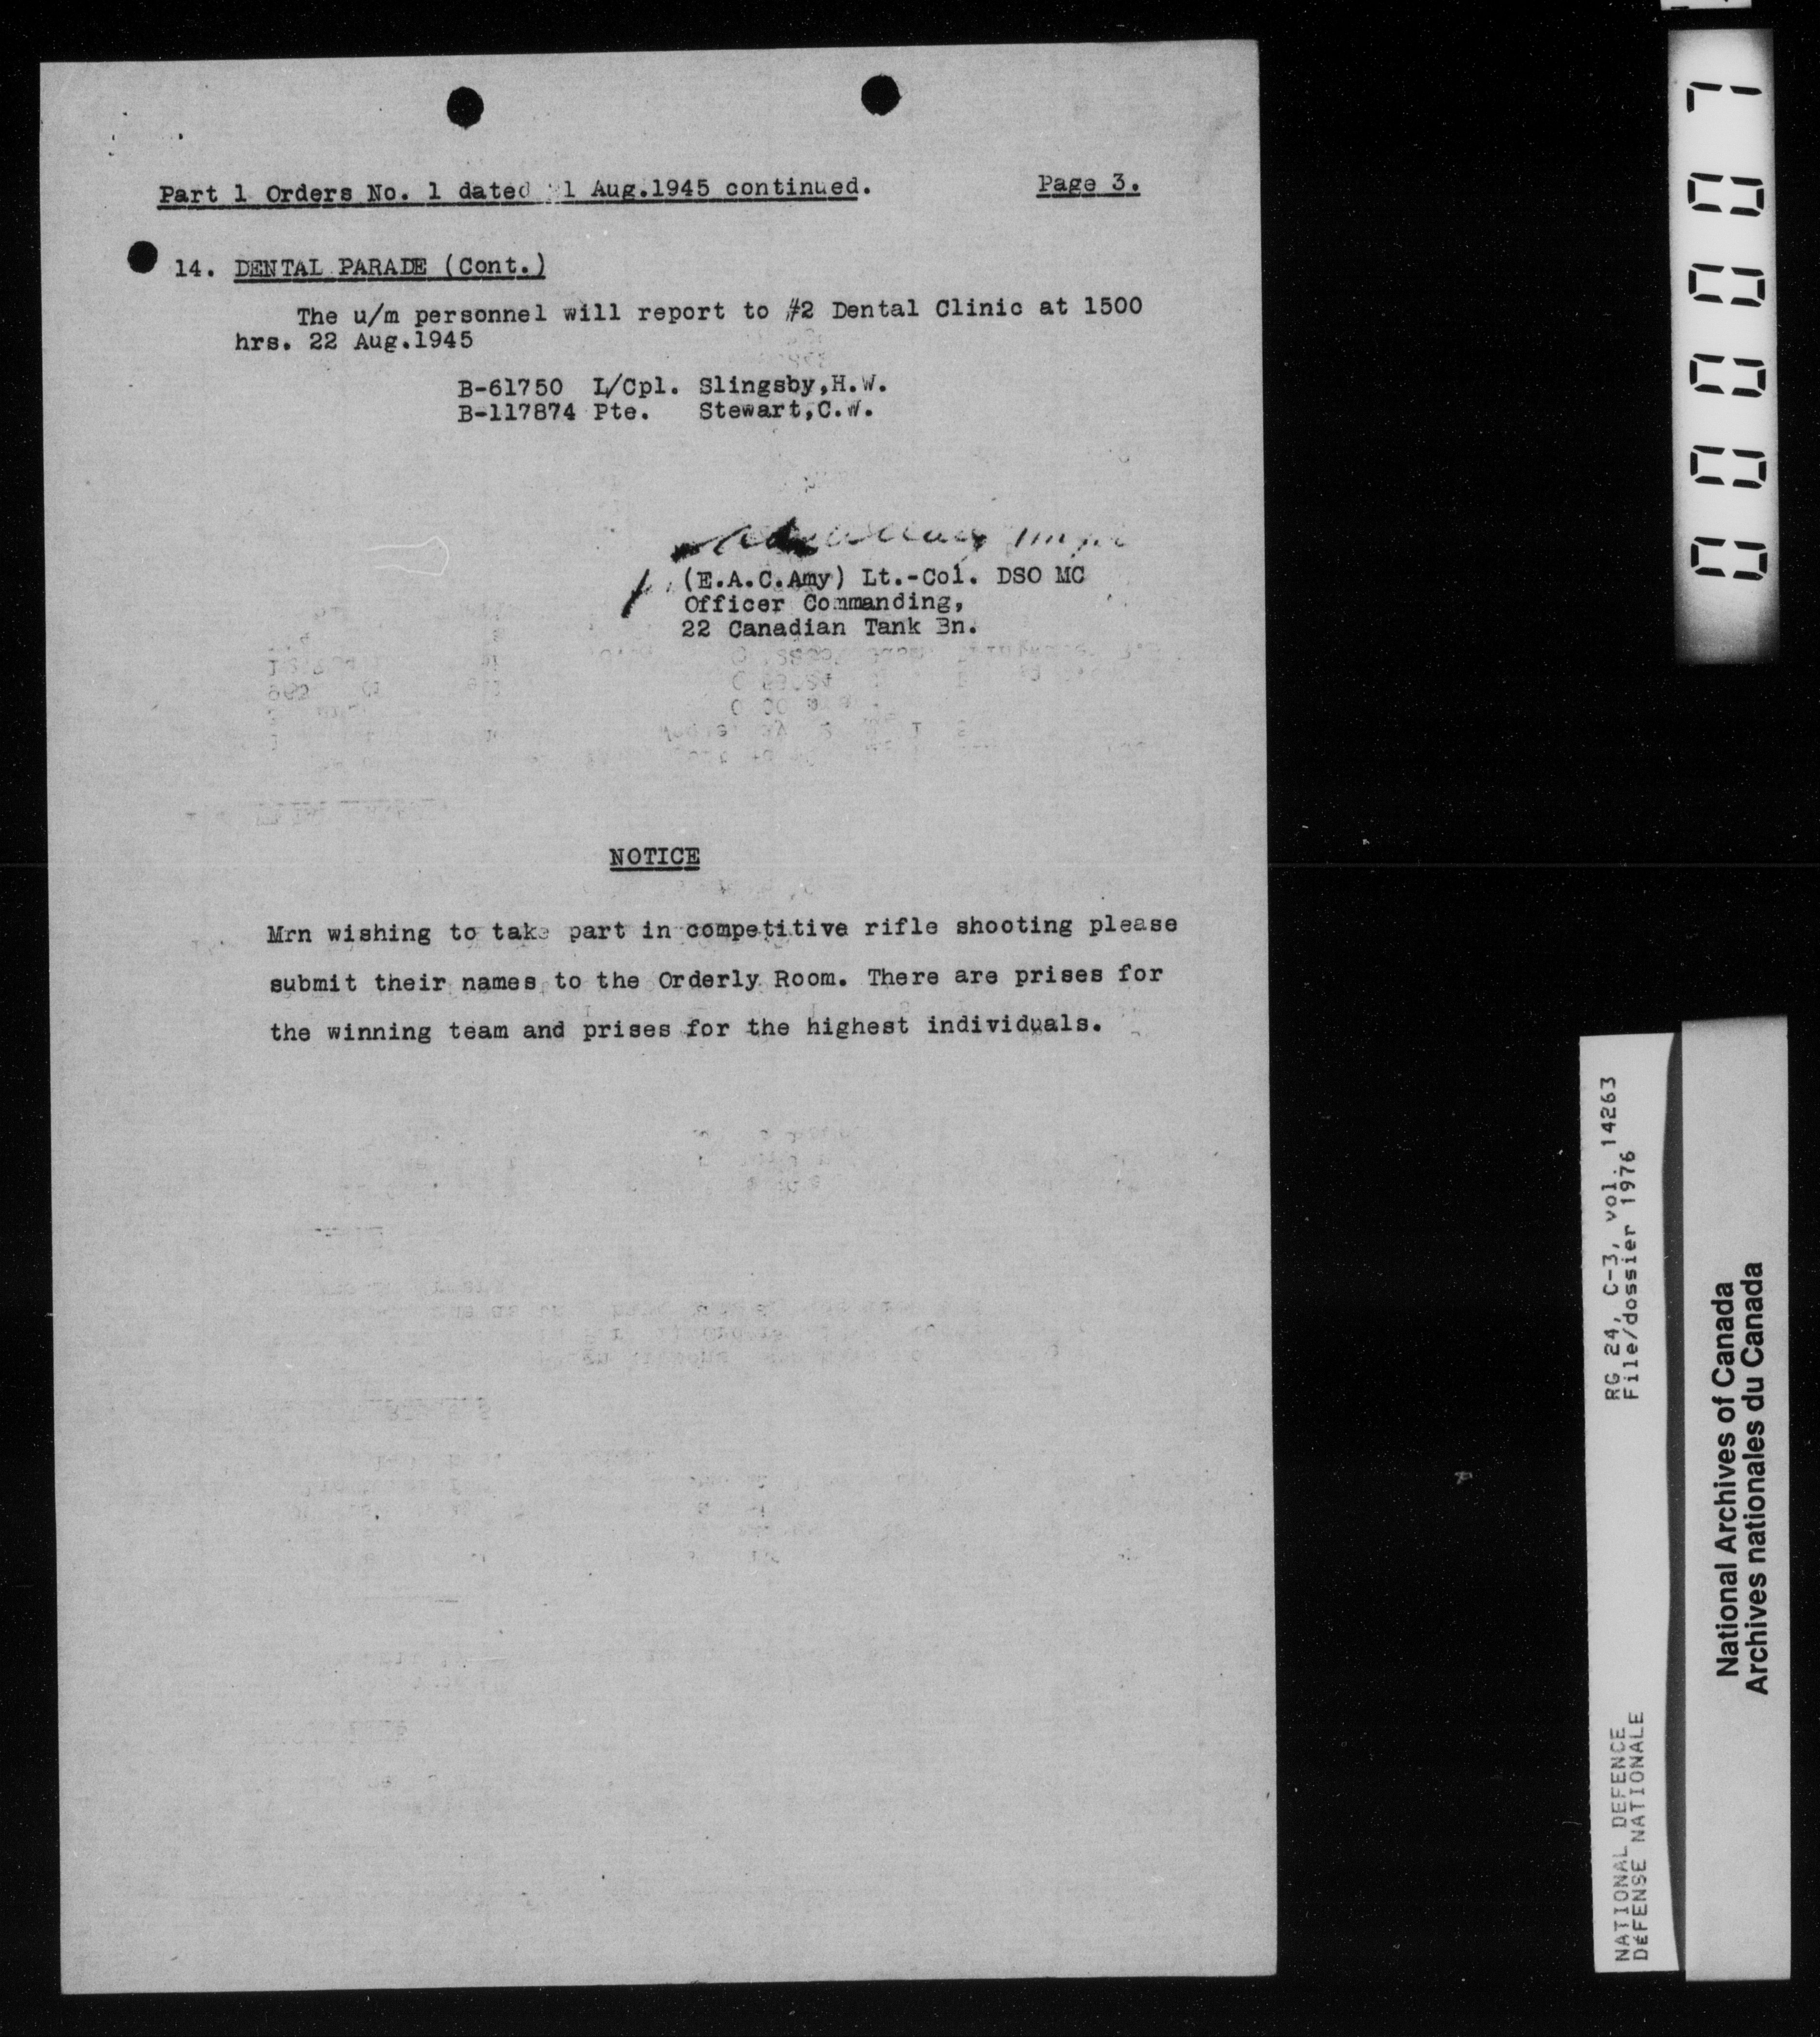 Part 1 Orders No. 1 dated 21 Aug.1945 continued. Page 3.
14. DENTAL PARADE (Cont.)
The u/m personnel will report to #2 Dental Clinic at 1500
hrs. 22 Aug.1945
B-61750 L/Cpl. Slingsby,H.W.
B-117874 Pte. Stewart,C.W.
(E.A.C.Amy) Lt.-Col. DSO MC
Officer Commanding,
22 Canadian Tank Bn.
NOTICE
Mrn wishing to take part in competitive rifle shooting please
submit their names to the Orderly Room. There are prises for
the winning team and prises for the highest individuals.
000007
RG 24, C-3, vol. 14263
File/dossier 1976
NATIONAL DEFENCE
DÉFENSE NATIONALE
National Archives of Canada
Archives nationales du Canada